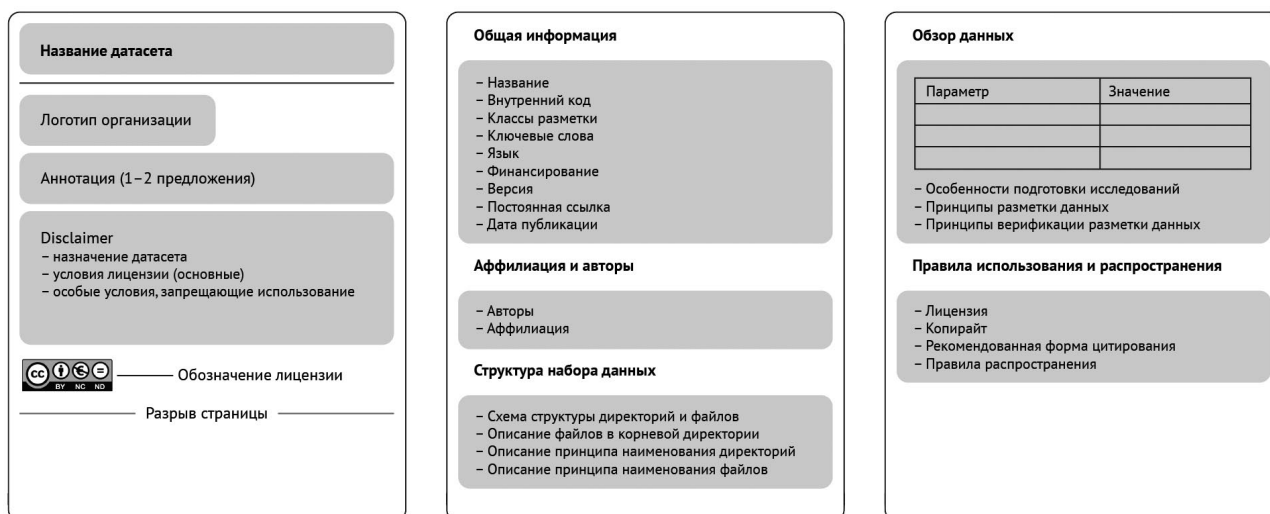 Название датасета
Логотип организации
Аннотация (1–2 предложения)
Disclaimer
– назначение датасета
– условия лицензии (основные)
– особые условия, запрещающие использование
cc
BY NC ND
Обозначение лицензии
Разрыв страницы
Общая информация
– Название
– Внутренний код
– Классы разметки
– Ключевые слова
– Язык
– Финансирование
– Версия
– Постоянная ссылка
– Дата публикации
Аффилиация и авторы
– Авторы
– Аффилиация
Структура набора данных
– Схема структуры директорий и файлов
– Описание файлов в корневой директории
– Описание принципа наименования директорий
– Описание принципа наименования файлов
Обзор данных
Параметр Значение
– Особенности подготовки исследований
– Принципы разметки данных
– Принципы верификации разметки данных
Правила использования и распространения
– Лицензия
– Копирайт
– Рекомендованная форма цитирования
– Правила распространения